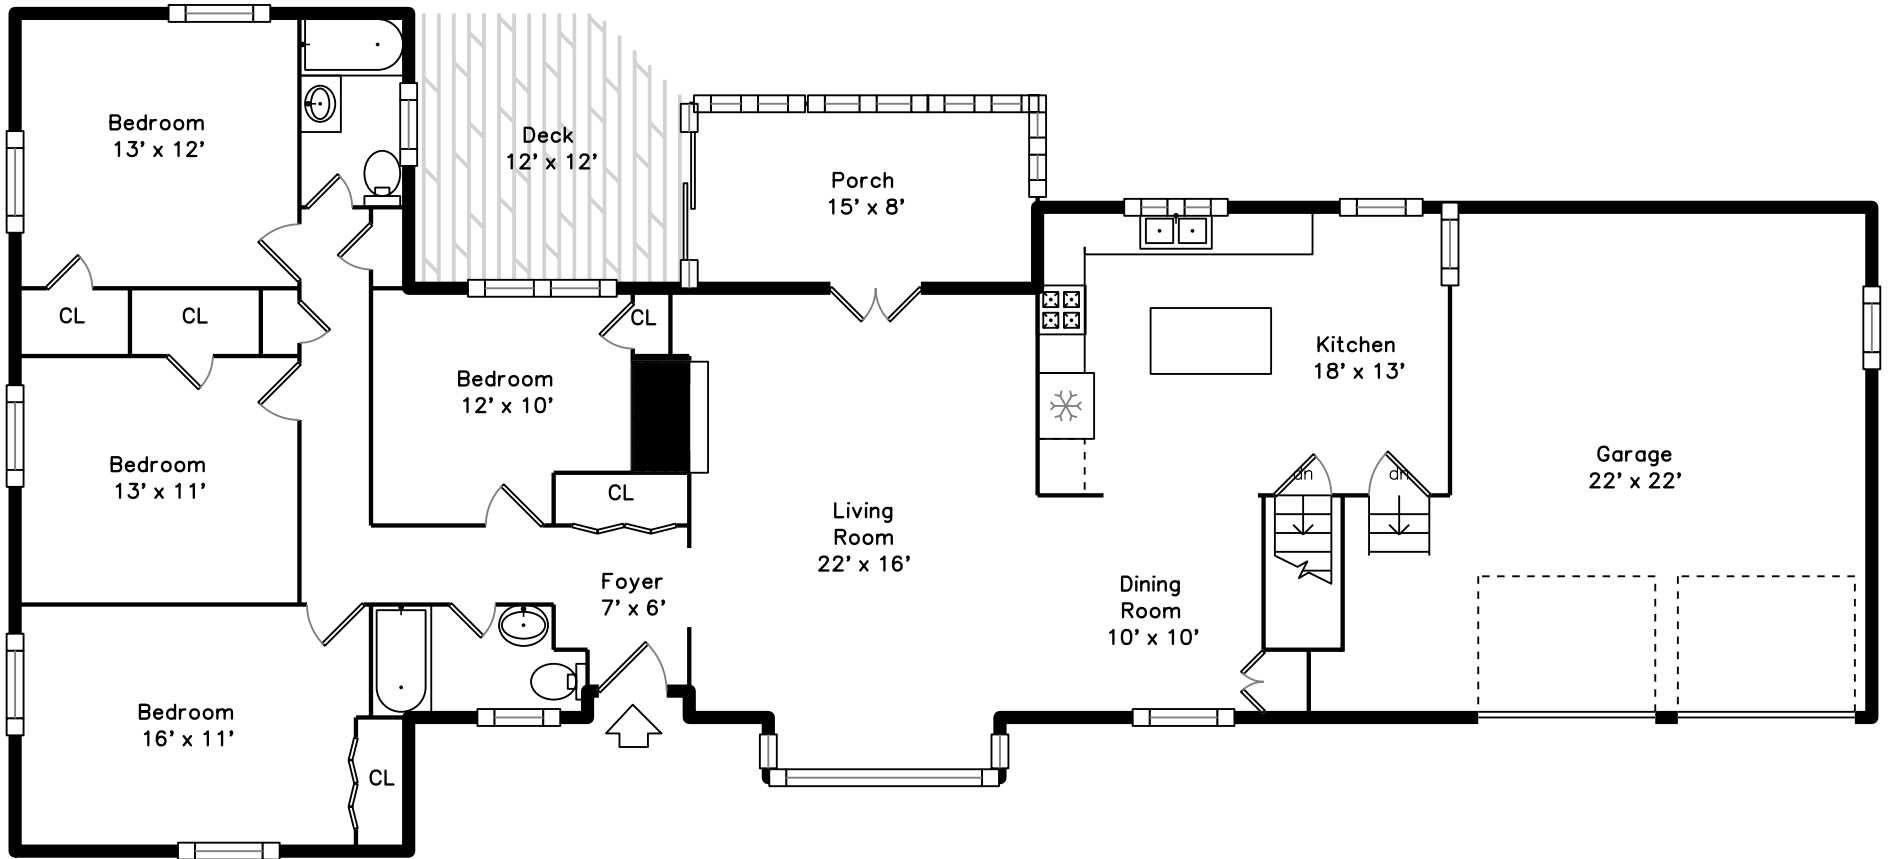 Bedroom
13' x 12'
Deck
12' x 12'
Porch
15' x 8'
CL
CL
CL
Bedroom
12' x 10'
Kitchen
18' x 13'
Bedroom
13' x 11'
CL
Living
Room
22' x 16'
dn
dn
Garage
22' x 22'
Foyer
7' x 6'
Dining
Room
10' x 10'
Bedroom
16' x 11'
CL